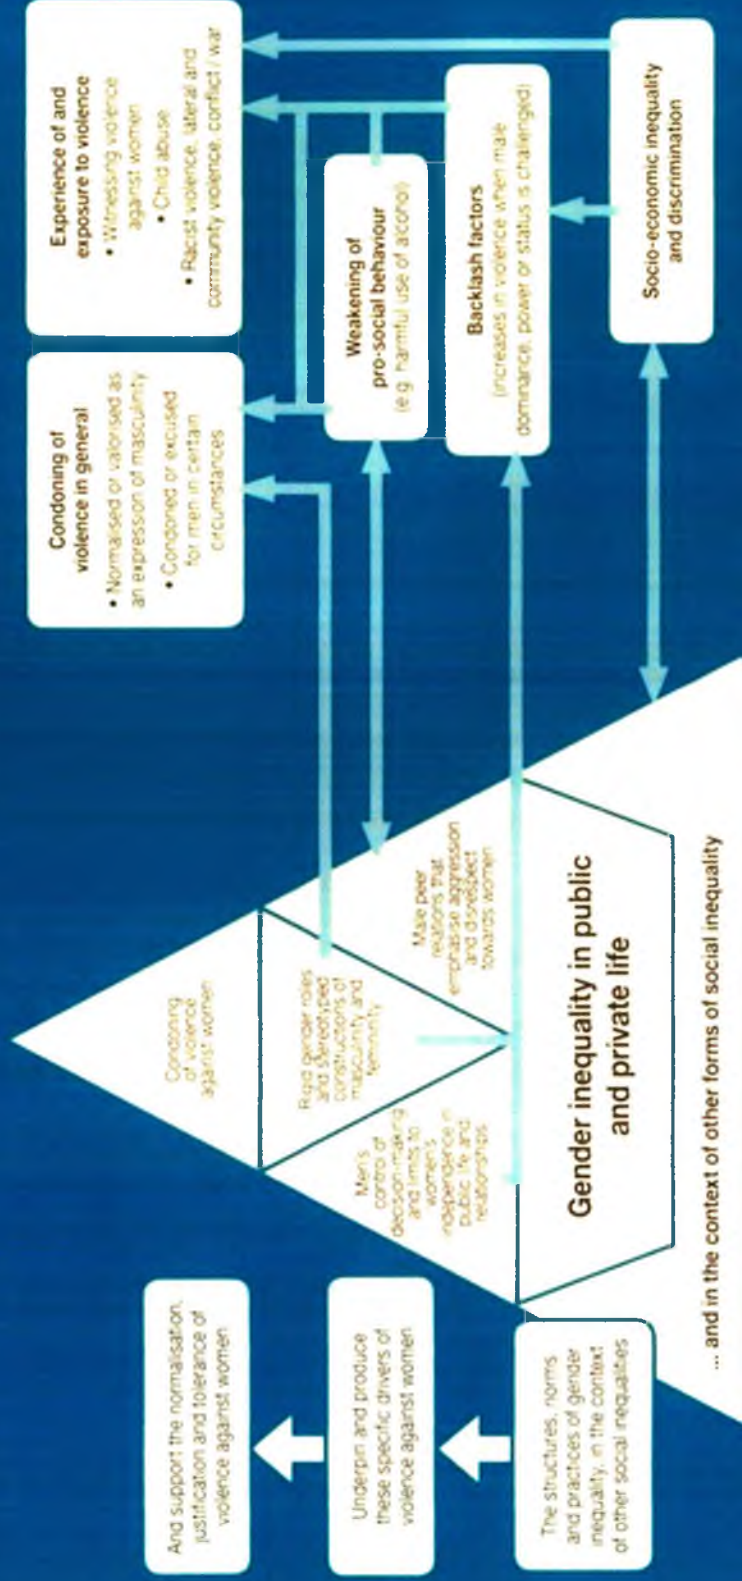 And support the normalisation,
justification and tolerance of
violence against women
Underpin and produce
these specific drivers of
violence against women
The structures, norms
and practices of gender
inequality, in the context
of other social inequalities
Condoning
of violence
against women
Rigid gender roles
and stereotyped
constructions of
masculinity and
femininity
Men's
control of
decision-making
and limits to
women's
independence in
public life and
relationships
Male peer
relations that
emphasise aggression
and disrespect
towards women
Gender inequality in public
and private life
... and in the context of other forms of social inequality
Condoning of
violence in general
• Normalised or valorised as
an expression of masculinity
• Condoned or excused
for men in certain
circumstances
Experience of and
exposure to violence
• Witnessing violence
against women
• Child abuse
• Racist violence, lateral and
community violence, conflict / war
Weakening of
pro-social behaviour
(e.g. harmful use of alcohol)
Backlash factors
(increases in violence when male
dominance, power or status is challenged)
Socio-economic inequality
and discrimination